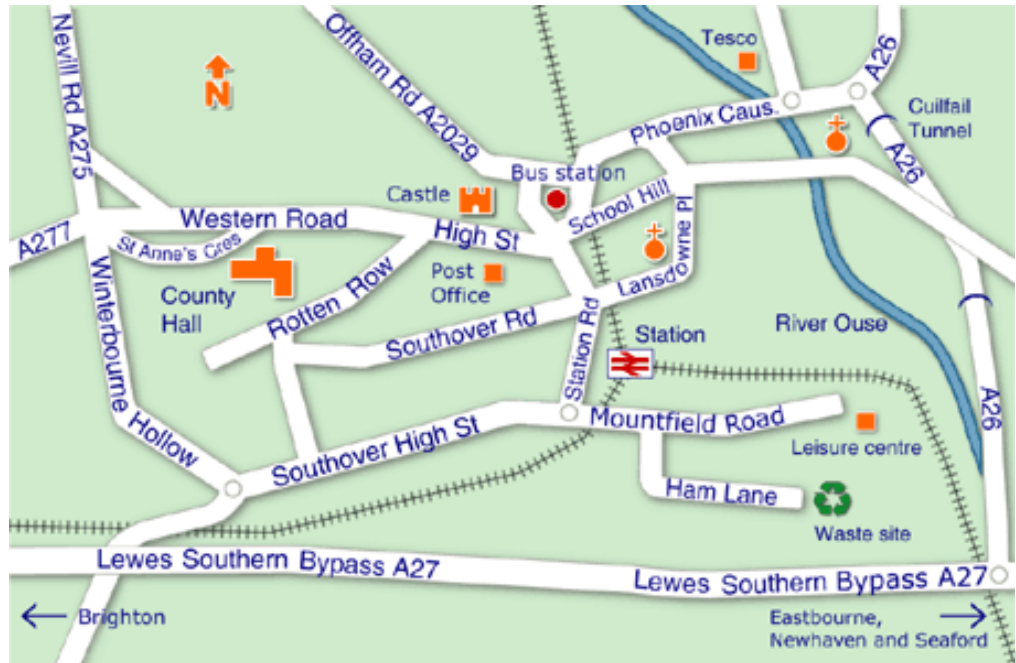 Nevill Rd A275
Offham Rd A2029
N
Tesco
A26
Cuilfail
Tunnel
Phoenix Caus.
A26
Bus station
Castle
School Hill
Western Road
High St
A277
St Anne's Cres
Lansdowne Pl
County
Hall
Post
Office
Rotten Row
Winterbourne Hollow
Southover Rd
Station Rd
Station
River Ouse
A26
Southover High St
Mountfield Road
Leisure centre
Ham Lane
Waste site
Lewes Southern Bypass A27
Lewes Southern Bypass A27
Brighton
Eastbourne,
Newhaven and Seaford